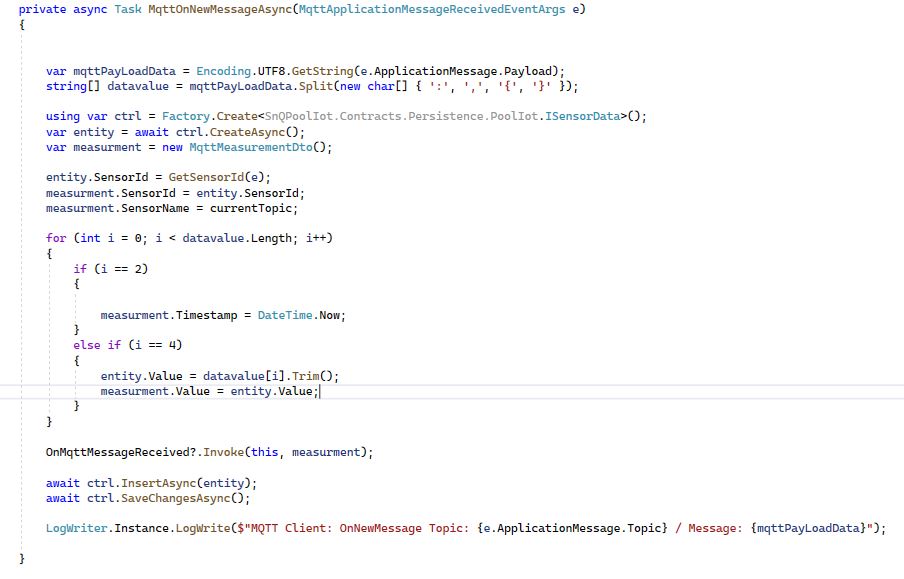 private async Task MqttOnNewMessageAsync(MqttApplicationMessageReceivedEventArgs e)
{
var mqttPayLoadData = Encoding.UTF8.GetString(e.ApplicationMessage.Payload);
string[] datavalue = mqttPayLoadData.Split(new char[] { ':', ',', '{', '}' });
using var ctrl = Factory.Create<SnQPoolIot.Contracts.Persistence.PoolIot.ISensorData>();
var entity = await ctrl.CreateAsync();
var measurment = new MqttMeasurementDto();
entity.SensorId = GetSensorId(e);
measurment.SensorId = entity.SensorId;
measurment.SensorName = currentTopic;
for (int i = 0; i < datavalue.Length; i++)
{
if (i == 2)
{
measurment.Timestamp = DateTime.Now;
}
else if (i == 4)
{
entity.Value = datavalue[i].Trim();
measurment.Value = entity.Value;
}
}
OnMqttMessageReceived?.Invoke(this, measurment);
await ctrl.InsertAsync(entity);
await ctrl.SaveChangesAsync();
LogWriter.Instance.LogWrite($"MQTT Client: OnNewMessage Topic: {e.ApplicationMessage.Topic} / Message: {mqttPayLoadData}");
}